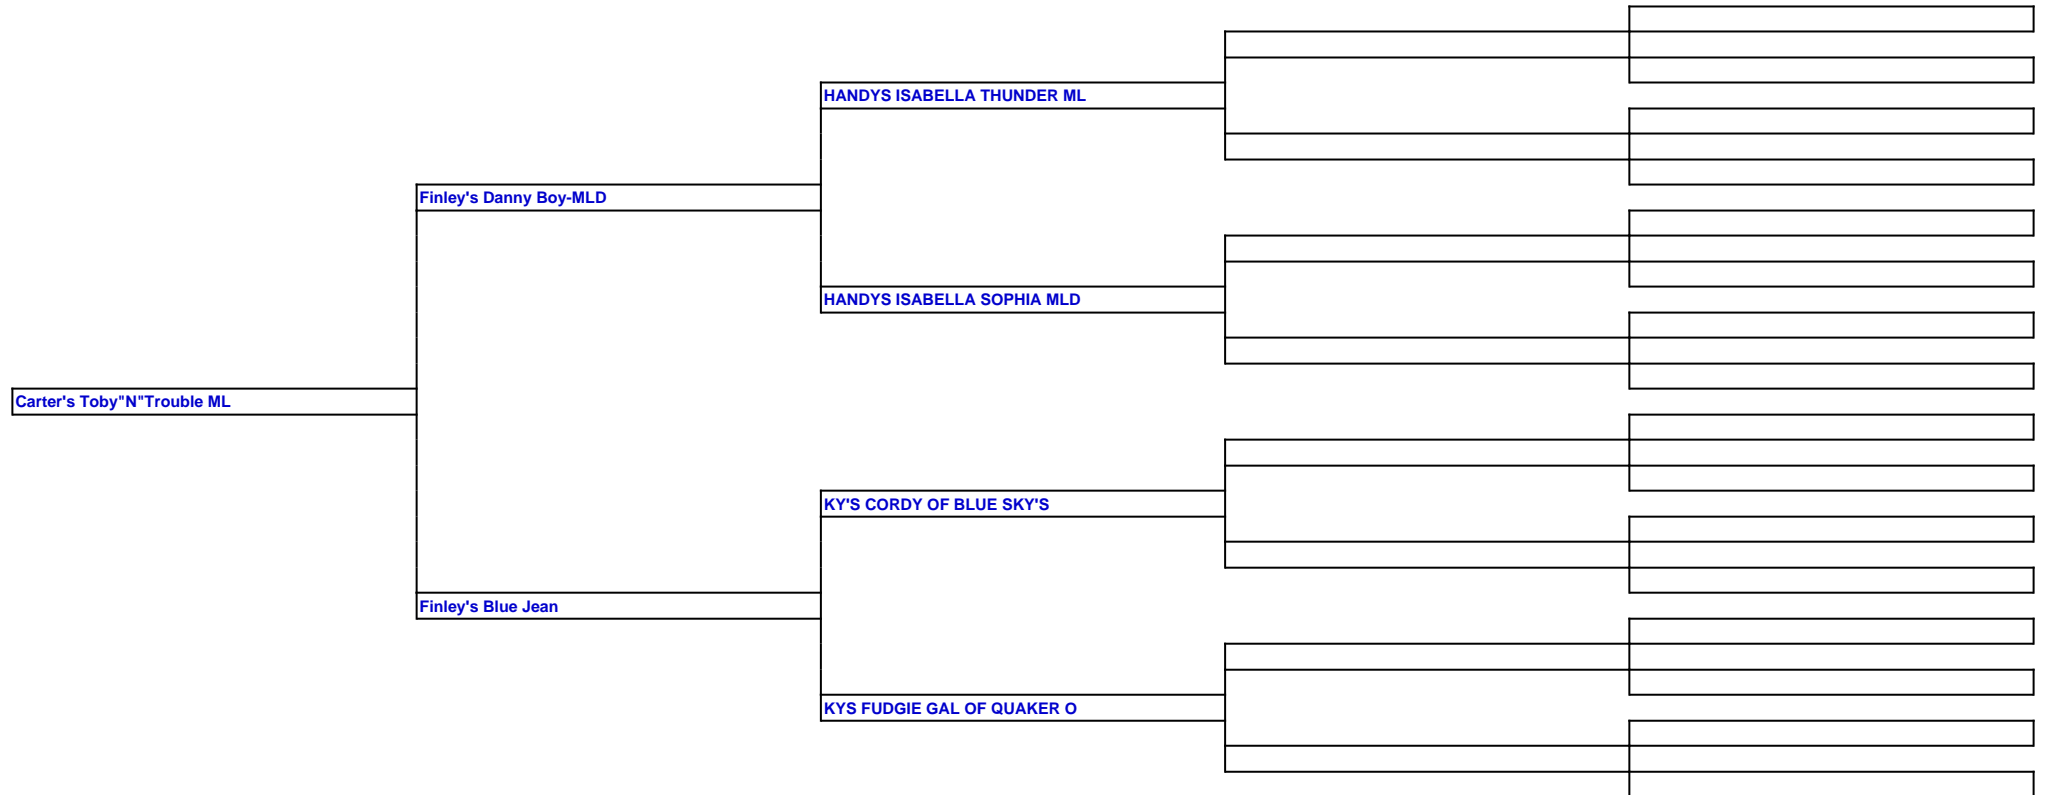 HANDYS ISABELLA THUNDER ML
Finley's Danny Boy-MLD
HANDYS ISABELLA SOPHIA MLD
Carter's Toby"N"Trouble ML
KY'S CORDY OF BLUE SKY'S
Finley's Blue Jean
KYS FUDGIE GAL OF QUAKER O